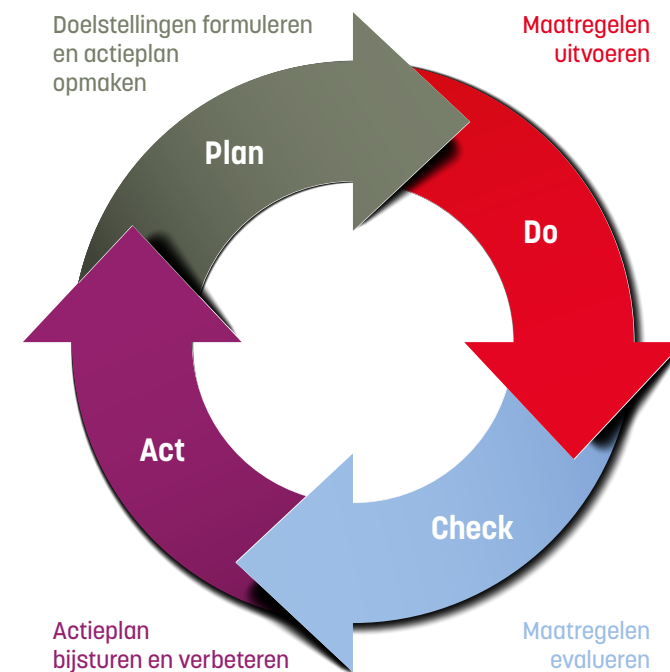 Doelstellingen formuleren
en actieplan
opmaken
Maatregelen
uitvoeren
Plan
Do
Act
Check
Actieplan
bijsturen en verbeteren
Maatregelen
evalueren